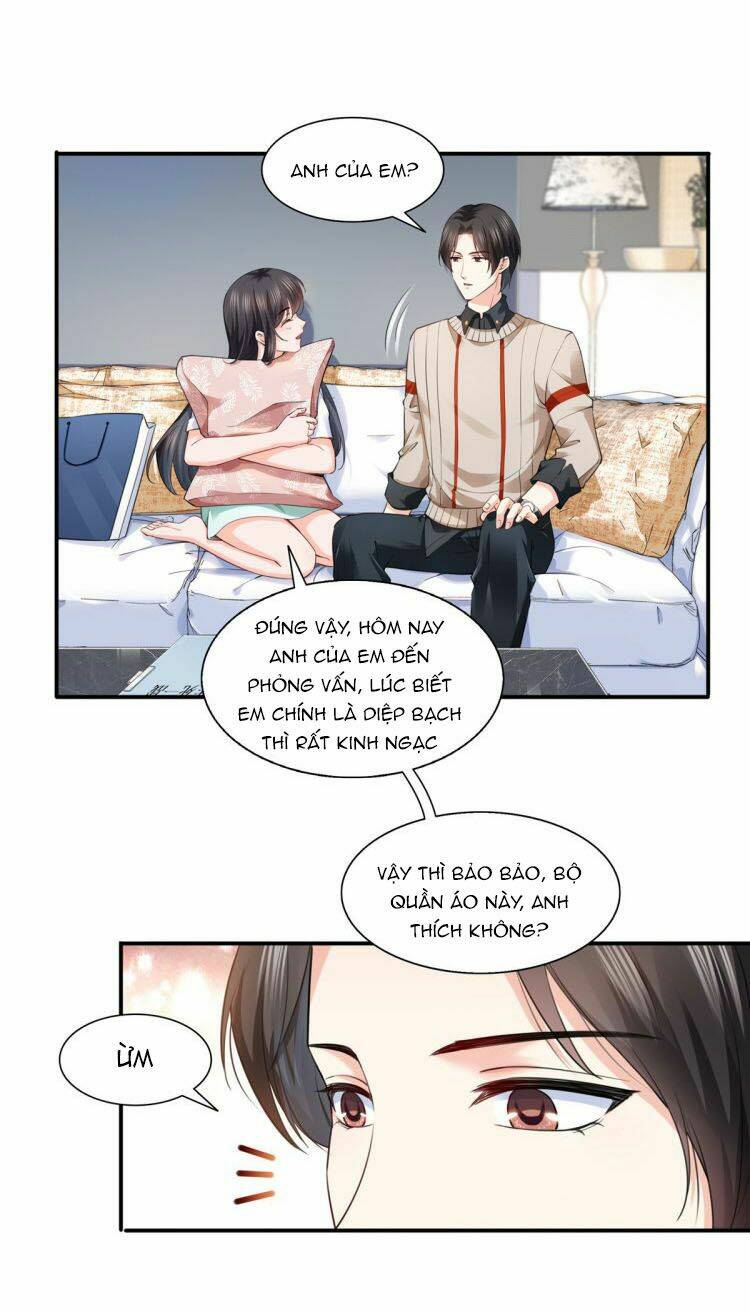 ANH CỦA EM?
ĐÚNG VẬY, HÔM NAY
ANH CỦA EM ĐẾN
PHỎNG VẤN, LÚC BIẾT
EM CHÍNH LÀ DIỆP BẠCH
THÌ RẤT KINH NGẠC
VẬY THÌ BẢO BẢO, BỘ
QUẦN ÁO NÀY, ANH
THÍCH KHÔNG?
ỪM